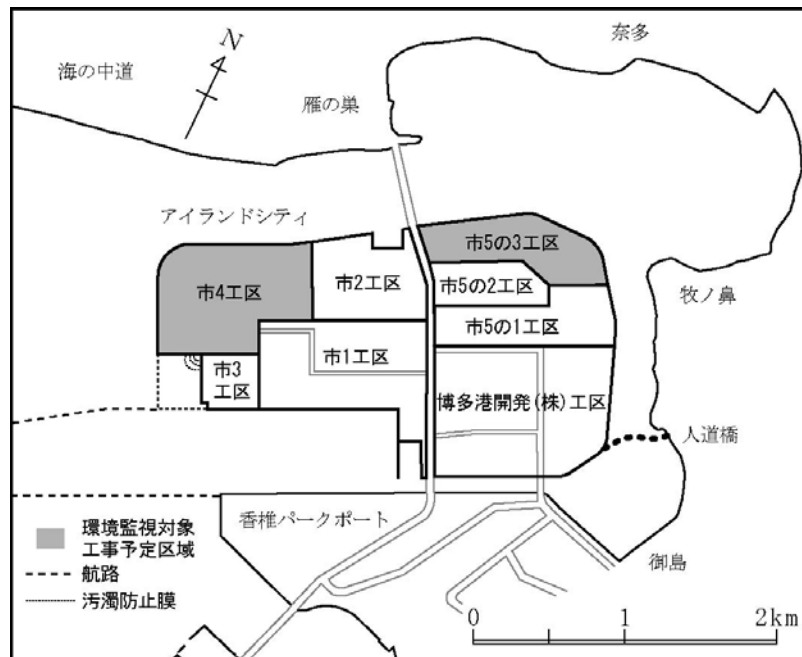 奈多
N
海の中道
雁の巣
アイランドシティ
市5の3工区
市4工区
市2工区
市5の2工区
牧ノ鼻
市5の1工区
市1工区
市3
工区
博多港開発(株)工区
人道橋
香椎パークポート
御島
環境監視対象
工事予定区域
航路
汚濁防止膜
0 1 2km